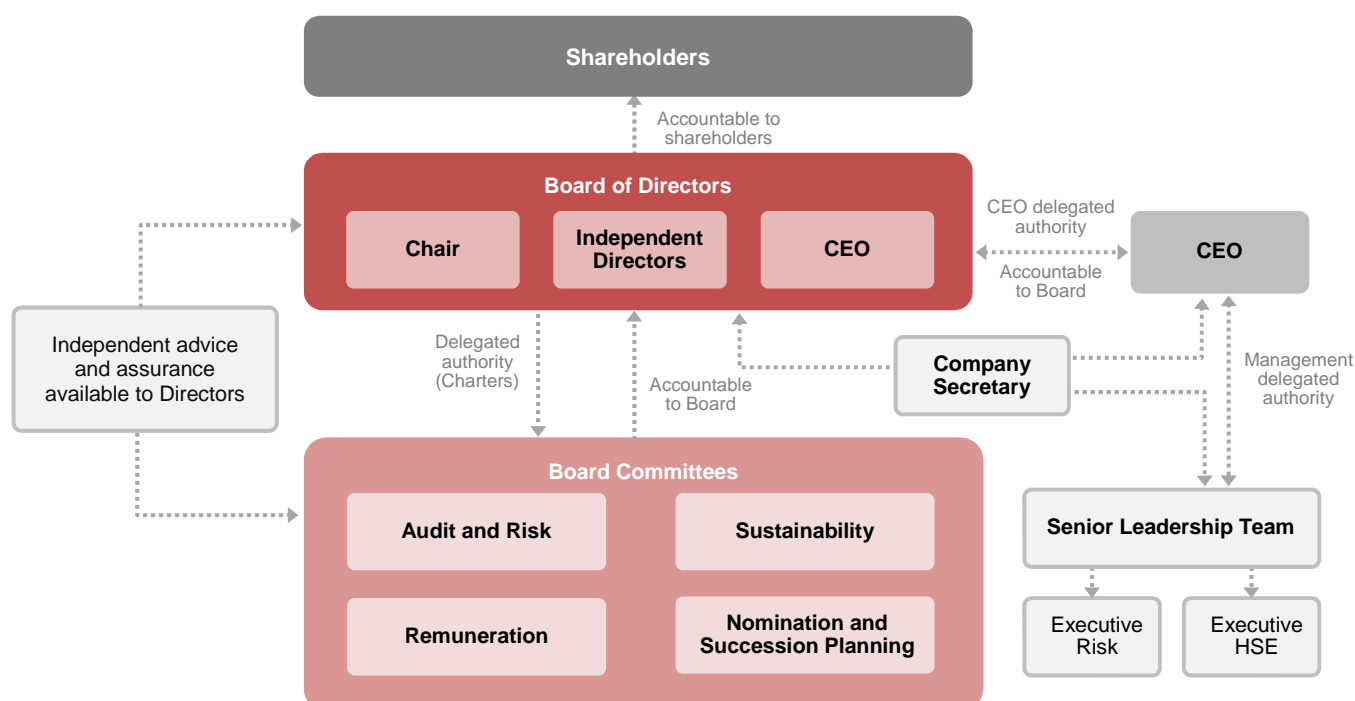 Shareholders
Accountable to
shareholders
Board of Directors
Chair
Independent
Directors
CEO
CEO delegated
authority
Accountable
to Board
CEO
Independent advice
and assurance
available to Directors
Delegated
authority
(Charters)
Accountable
to Board
Company
Secretary
Management
delegated
authority
Board Committees
Audit and Risk
Sustainability
Remuneration
Nomination and
Succession Planning
Senior Leadership Team
Executive
Risk
Executive
HSE